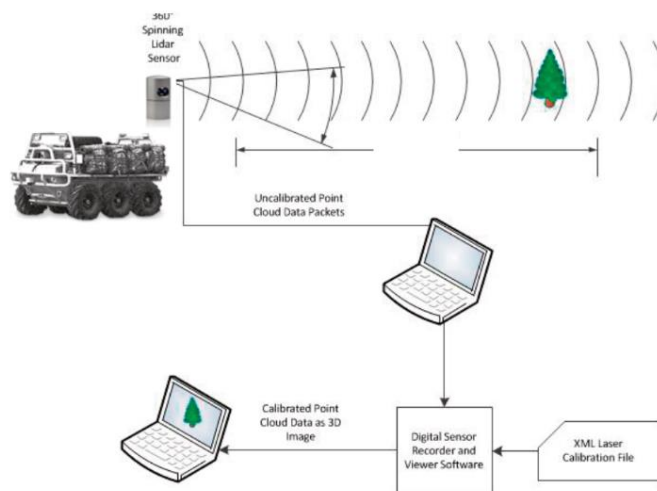 360°
Spinning
Lidar
Sensor
Uncalibrated Point
Cloud Data Packets
Calibrated Point
Cloud Data as 3D
Image
Digital Sensor
Recorder and
Viewer Software
XML Laser
Calibration File